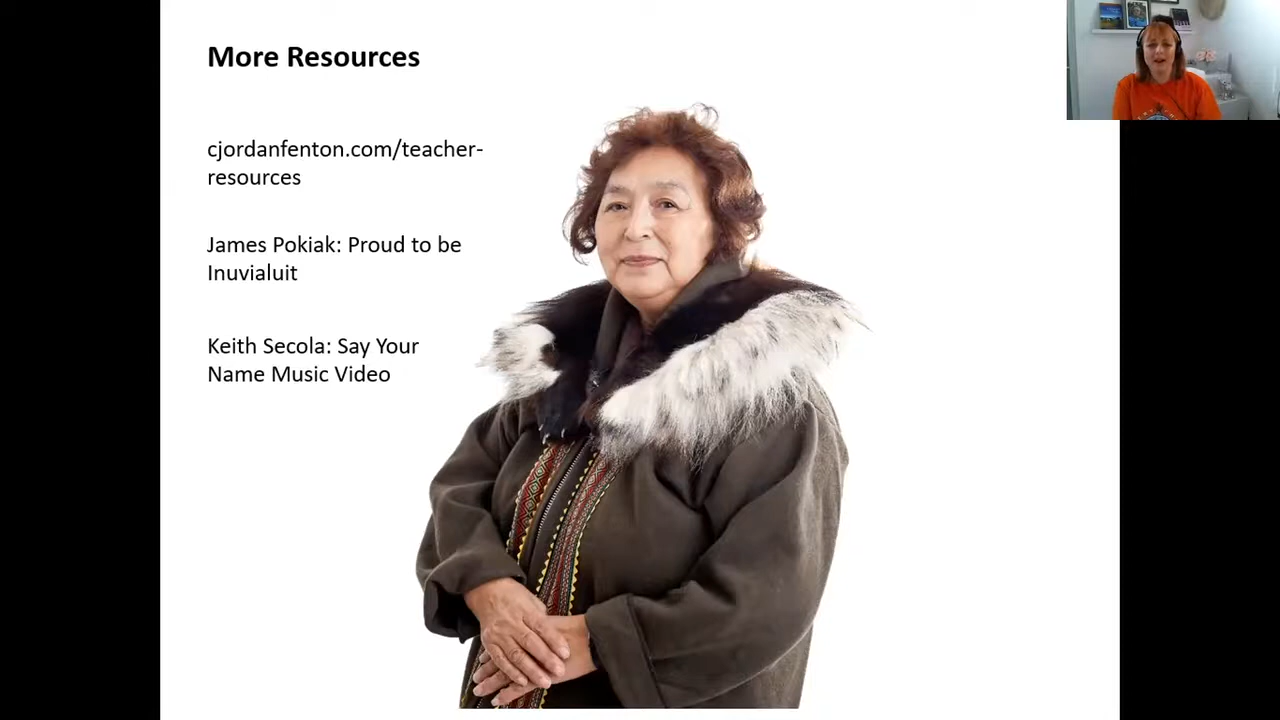 More Resources
cjordanfenton.com/teacher-
resources
James Pokiak: Proud to be
Inuvialuit
Keith Secola: Say Your
Name Music Video